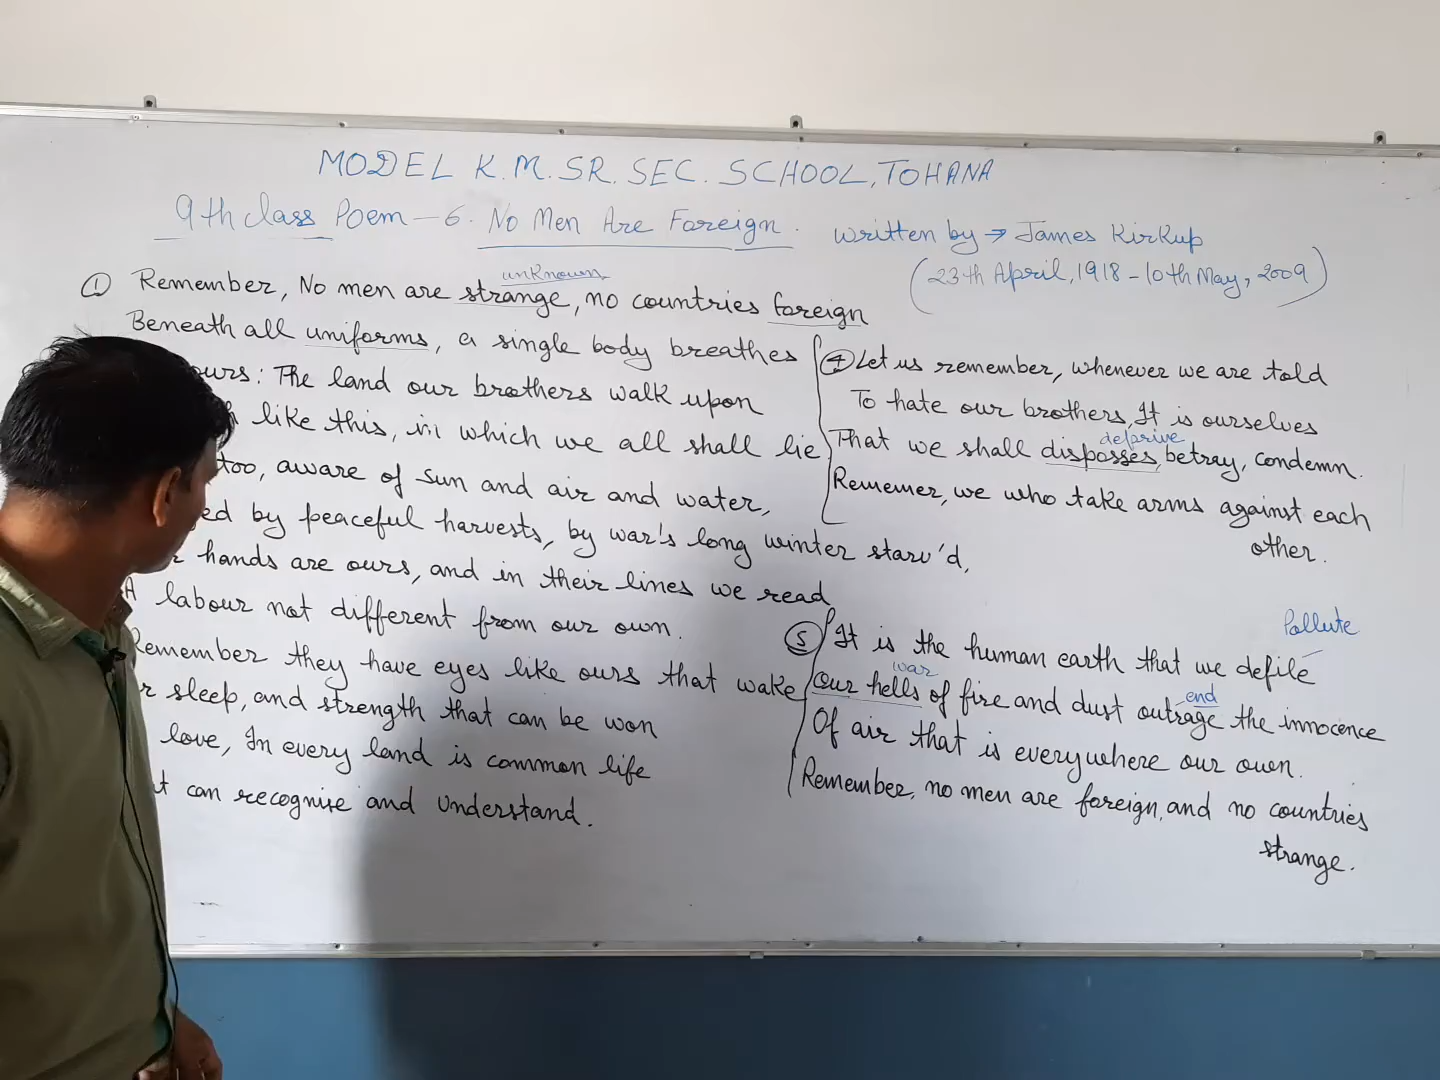 MODEL K.M. SR. SEC. SCHOOL, TOHANA
9th class Poem - 6. No Men Are Foreign. written by → James Kirkup
(23th April, 1918 - 10th May, 2009)
unknown
① Remember, No men are strange, no countries foreign
Beneath all uniforms, a single body breathes
ours: The land our brothers walk upon
like this, in which we all shall lie
too, aware of sun and air and water,
ed by peaceful harvests, by war's long winter starv'd,
hands are ours, and in their lines we read
A labour not different from our own.
Remember they have eyes like ours that wake
r sleep, and strength that can be won
love, In every land is common life
t can recognise and understand.
④ Let us remember, whenever we are told
To hate our brothers, It is ourselves
deprive
That we shall disposses, betray, condemn.
Rememer, we who take arms against each
other.
Pollute
⑤ It is the human earth that we defile
war
end
Our hells of fire and dust outrage the innocence
Of air that is everywhere our own.
Remember, no men are foreign, and no countries
strange.